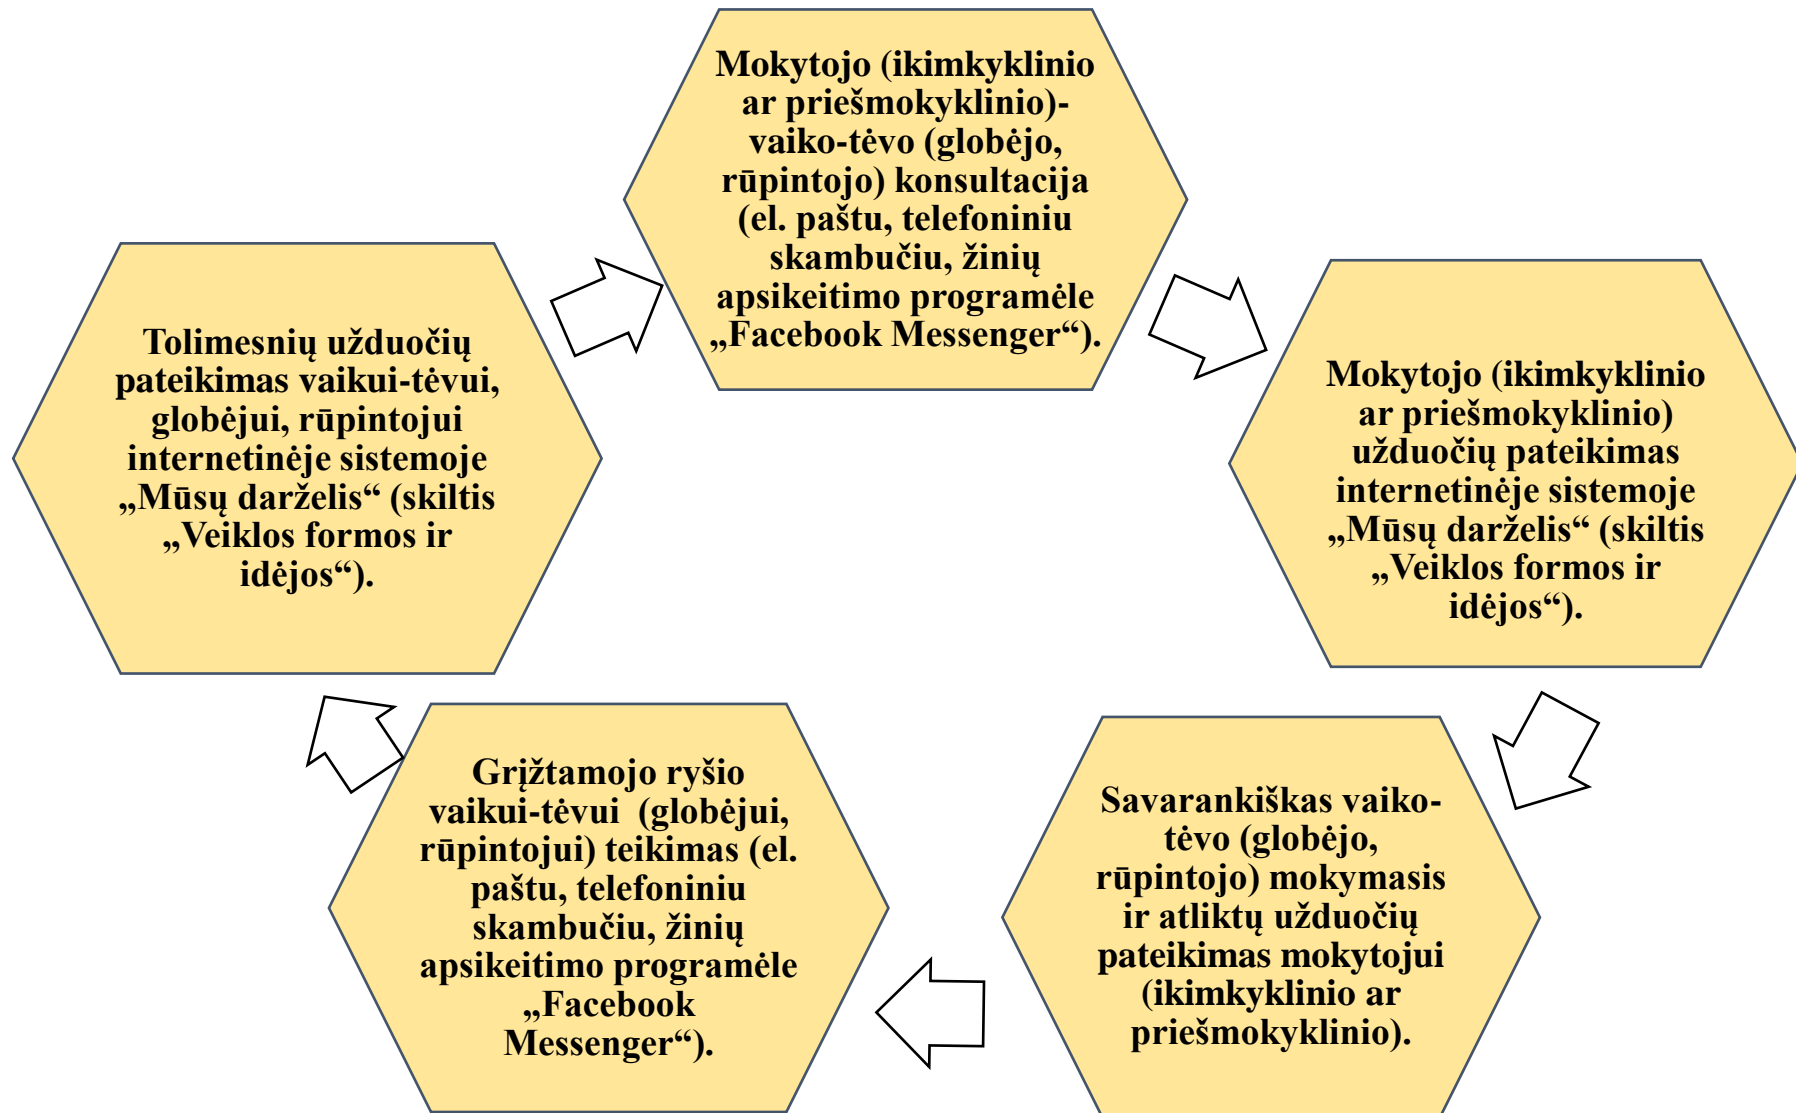 Mokytojo (ikimkyklinio
ar priešmokyklinio)-
vaiko-tėvo (globėjo,
rūpintojo) konsultacija
(el. paštu, telefoniniu
skambučiu, žinių
apsikeitimo programėle
„Facebook Messenger“).
Mokytojo (ikimkyklinio
ar priešmokyklinio)
užduočių pateikimas
internetinėje sistemoje
„Mūsų darželis“ (skiltis
„Veiklos formos ir
idėjos“).
Savarankiškas vaiko-
tėvo (globėjo,
rūpintojo) mokymasis
ir atliktų užduočių
pateikimas mokytojui
(ikimkyklinio ar
priešmokyklinio).
Grįžtamojo ryšio
vaikui-tėvui (globėjui,
rūpintojui) teikimas (el.
paštu, telefoniniu
skambučiu, žinių
apsikeitimo programėle
„Facebook
Messenger“).
Tolimesnių užduočių
pateikimas vaikui-tėvui,
globėjui, rūpintojui
internetinėje sistemoje
„Mūsų darželis“ (skiltis
„Veiklos formos ir
idėjos“).